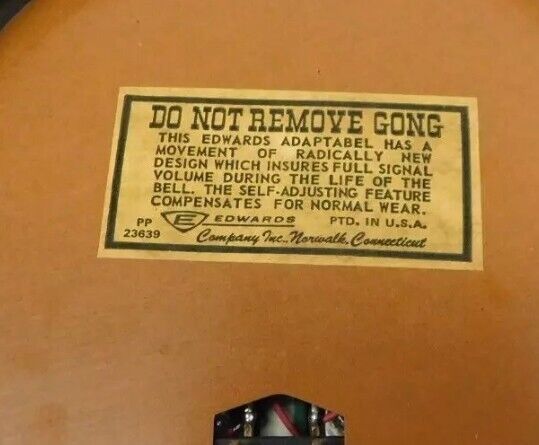 DO NOT REMOVE GONG
THIS EDWARDS ADAPTABEL HAS A
MOVEMENT OF RADICALLY NEW
DESIGN WHICH INSURES FULL SIGNAL
VOLUME DURING THE LIFE OF THE
BELL. THE SELF-ADJUSTING FEATURE
COMPENSATES FOR NORMAL WEAR.
PP E EDWARDS PTD. IN U.S.A.
23639 Company Inc., Norwalk, Connecticut